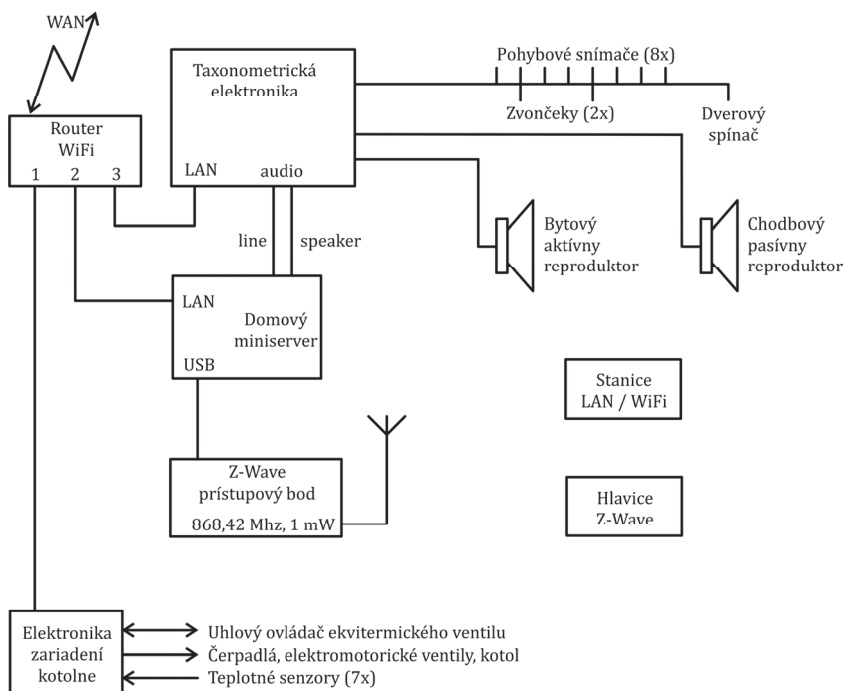 WAN
Taxonometrická
elektronika
LAN
audio
Pohybové snímače (8x)
Zvončeky (2x)
Dverový
spínač
Router
WiFi
1 2 3
line
speaker
Bytový
aktívny
reproduktor
Chodbový
pasívny
reproduktor
LAN
Domový
miniserver
USB
Stanice
LAN / WiFi
Z-Wave
prístupový bod
868,42 Mhz, 1 mW
Hlavice
Z-Wave
Elektronika
zariadení
kotolne
Uhlový ovládač ekvitermického ventilu
Čerpadlá, elektromotorické ventily, kotol
Teplotné senzory (7x)